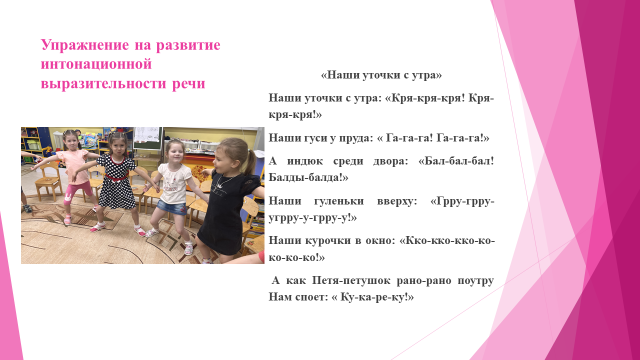 Упражнение на развитие
интонационной
выразительности речи
«Наши уточки с утра»
Наши уточки с утра: «Кря-кря-кря! Кря-
кря-кря!»
Наши гуси у пруда: « Га-га-га! Га-га-га!»
А индюк среди двора: «Бал-бал-бал!
Балды-балда!»
Наши гуленьки вверху: «Грру-грру-
угрру-у-грру-у!»
Наши курочки в окно: «Кко-кко-кко-ко-
ко-ко-ко!»
А как Петя-петушок рано-рано поутру
Нам споет: « Ку-ка-ре-ку!»